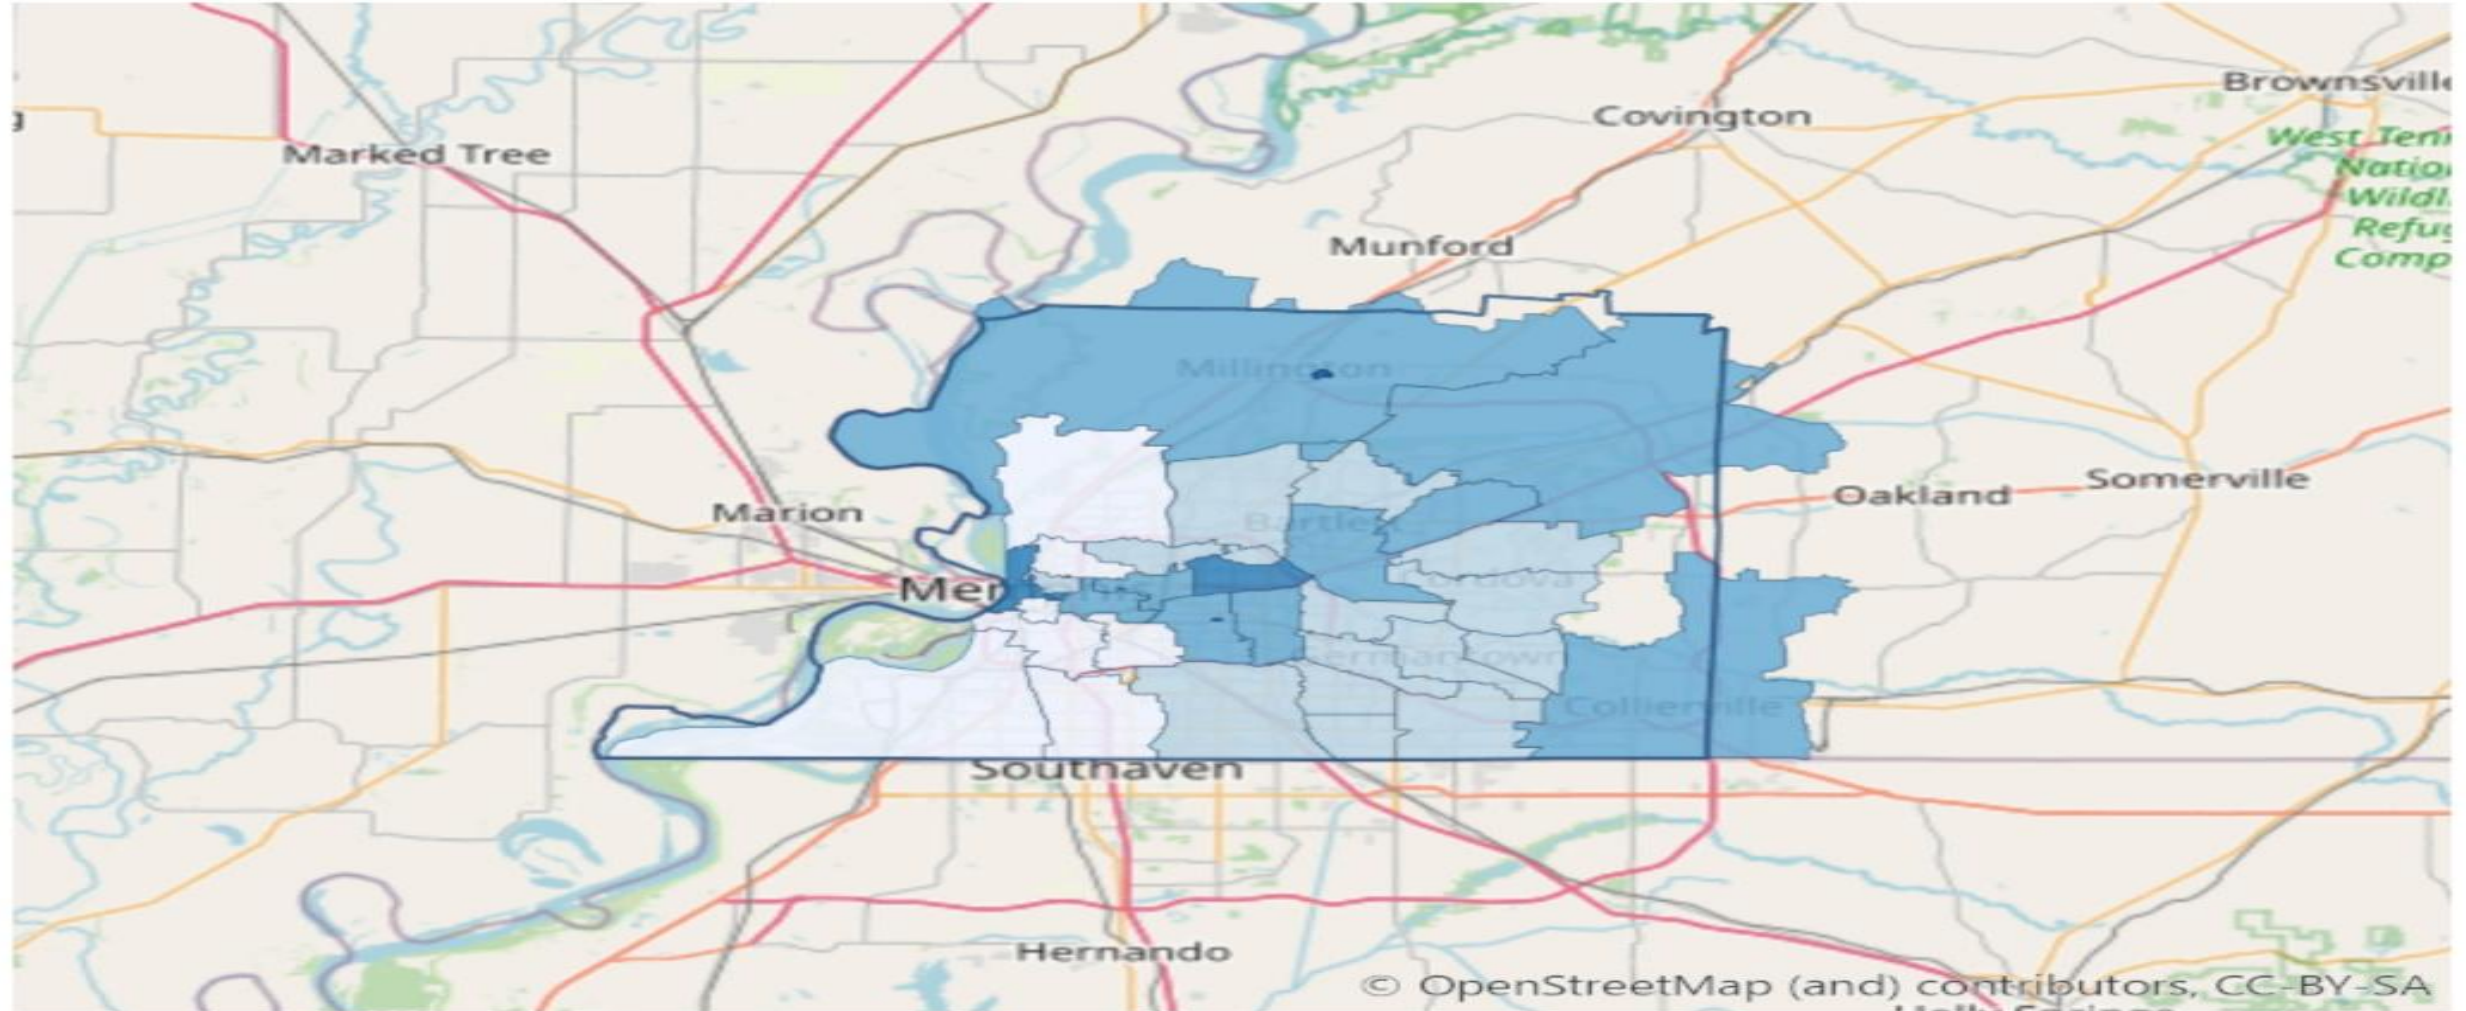 Brownsville
Covington
West Tenn
Marked Tree
Natio
Wildl
Refug
Munford
Comp
Millington
Somerville
Oakland
Marion
Bartlett
Mem
Cordova
Germantown
Collierville
Southaven
Hernando
© OpenStreetMap (and) contributors, CC-BY-SA